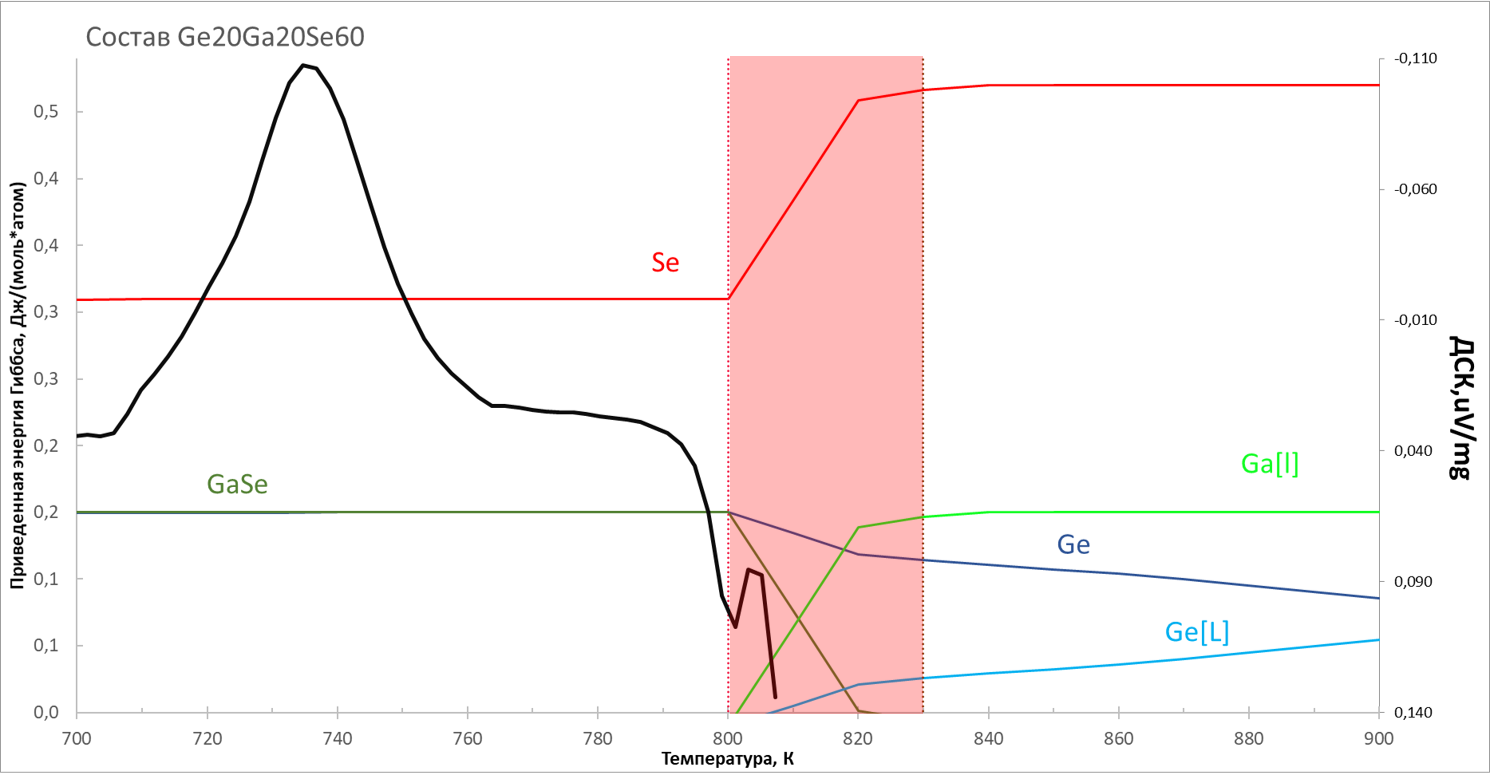 Состав Ge20Ga20Se60
Приведенная энергия Гиббса, Дж/(моль*атом)
0,5
0,4
0,4
0,3
0,3
0,2
0,2
0,1
0,1
0,0
Se
GaSe
Ga[l]
Ge
Ge[L]
-0,110
-0,060
-0,010
0,040
0,090
0,140
ДСК,uV/mg
700 720 740 760 780 800 820 840 860 880 900
Температура, К